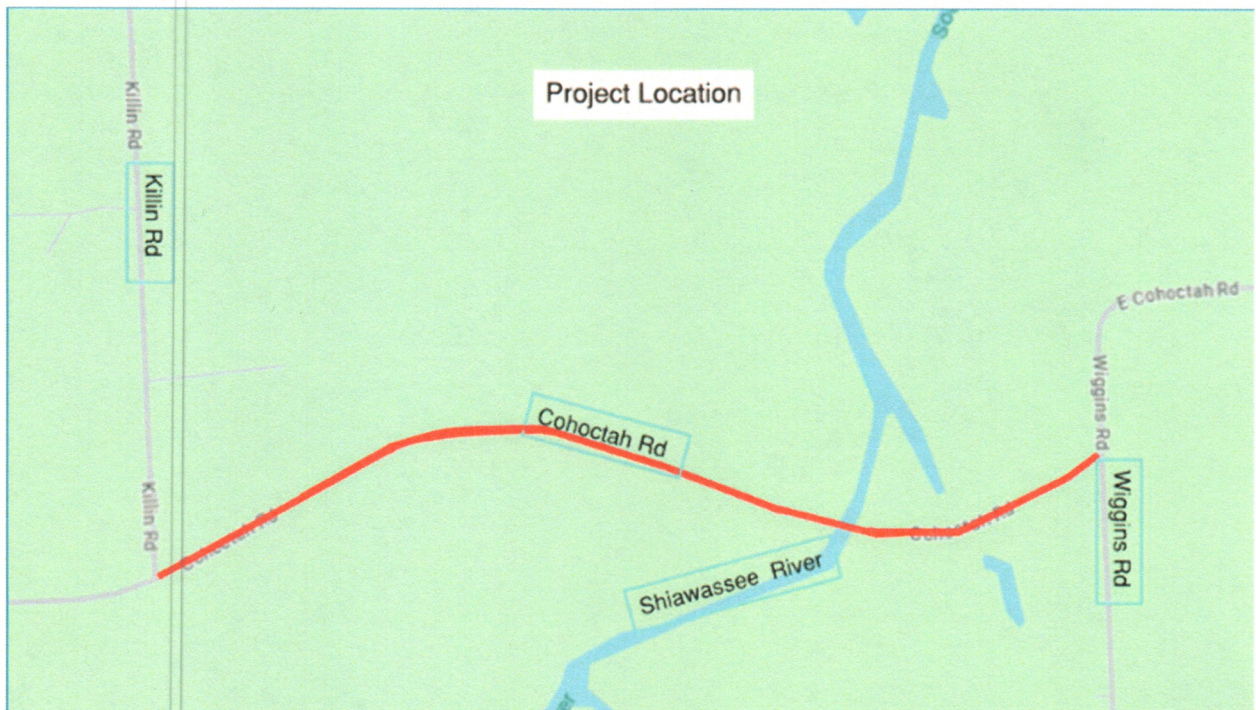 Project Location
Killin Rd
Killin Rd
E Cohoctah Rd
Wiggins Rd
Cohoctah Rd
Killin Rd
Cohoctah Rd
Cohoctah Rd
Wiggins Rd
Shiawassee River